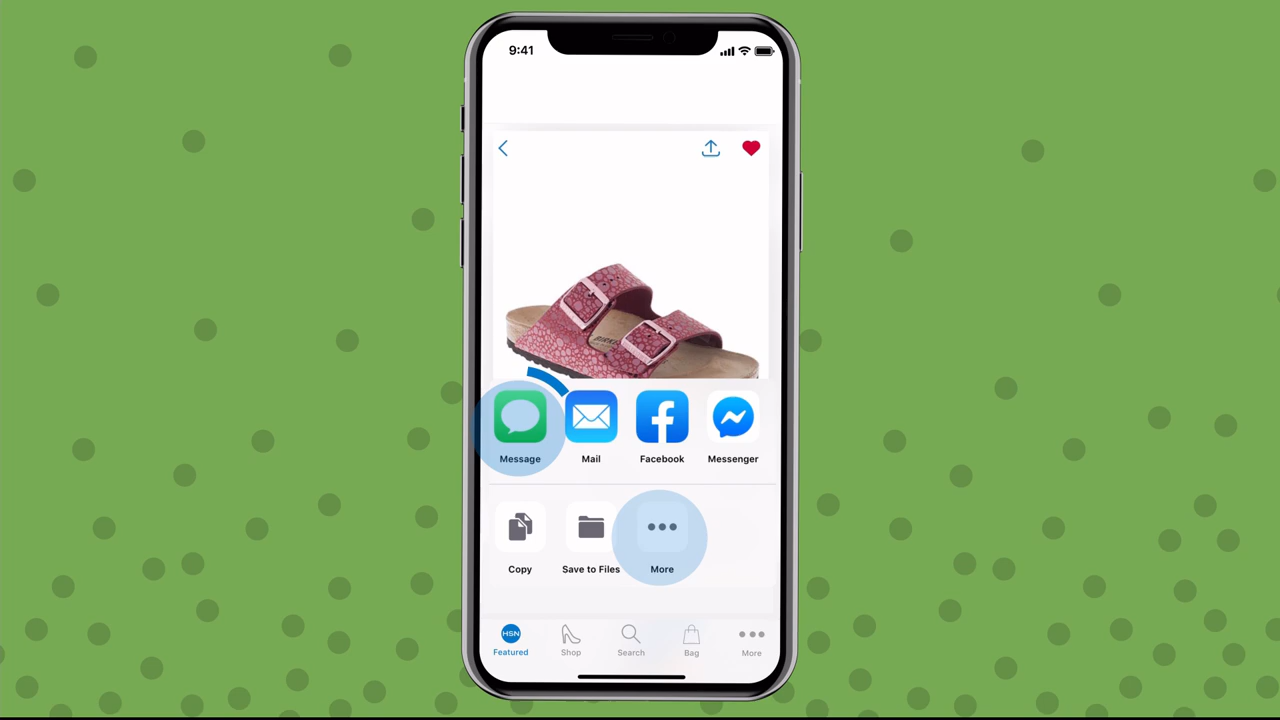 9:41
Message
Mail
Facebook
Messenger
Copy
Save to Files
More
HSN
Featured
Shop
Search
Bag
More